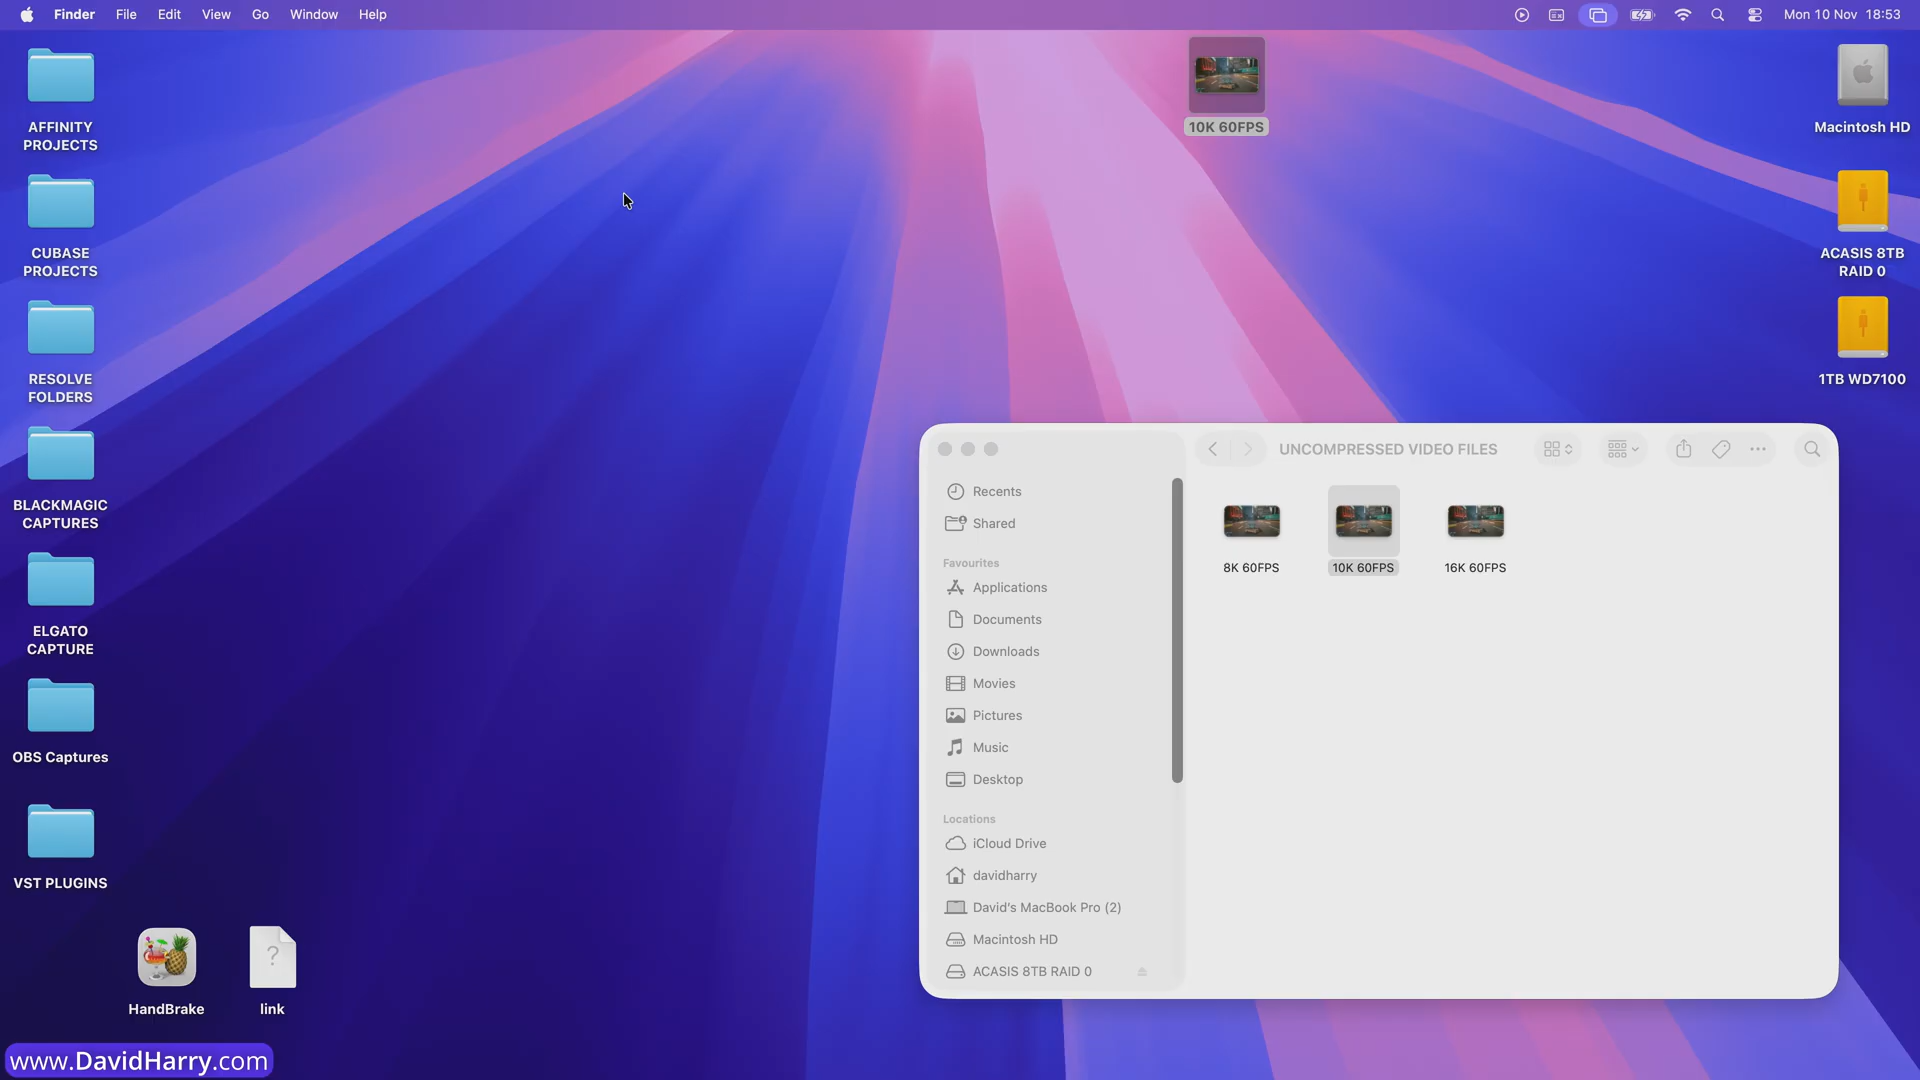 Finder File Edit View Go Window Help
Mon 10 Nov 18:53
AFFINITY
PROJECTS
CUBASE
PROJECTS
RESOLVE
FOLDERS
BLACKMAGIC
CAPTURES
ELGATO
CAPTURE
OBS Captures
VST PLUGINS
HandBrake
?
link
www.DavidHarry.com
10K 60FPS
Macintosh HD
ACASIS 8TB
RAID 0
1TB WD7100
UNCOMPRESSED VIDEO FILES
Recents
Shared
Favourites
Applications
Documents
Downloads
Movies
Pictures
Music
Desktop
Locations
iCloud Drive
davidharry
David's MacBook Pro (2)
Macintosh HD
ACASIS 8TB RAID 0
8K 60FPS
10K 60FPS
16K 60FPS